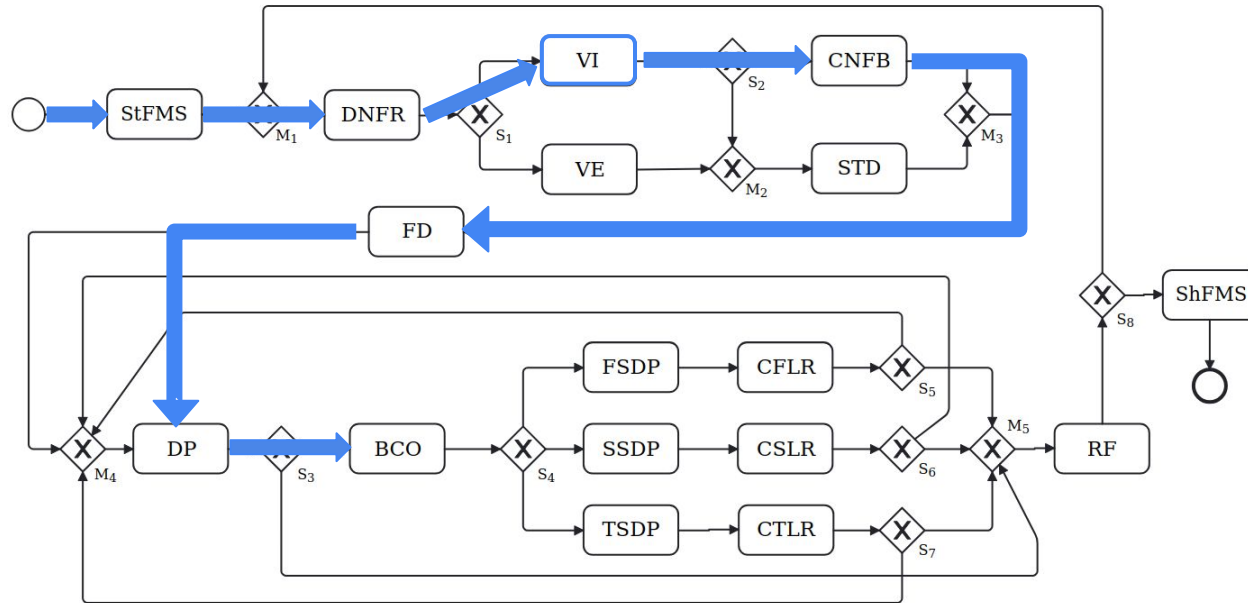 VI
CNFB
S2
StFMS
DNFR
M1
S1
M3
VE
STD
M2
FD
ShFMS
S8
FSDP
CFLR
S5
M5
DP
BCO
SSDP
CSLR
RF
M4
S3
S4
S6
TSDP
CTLR
S7